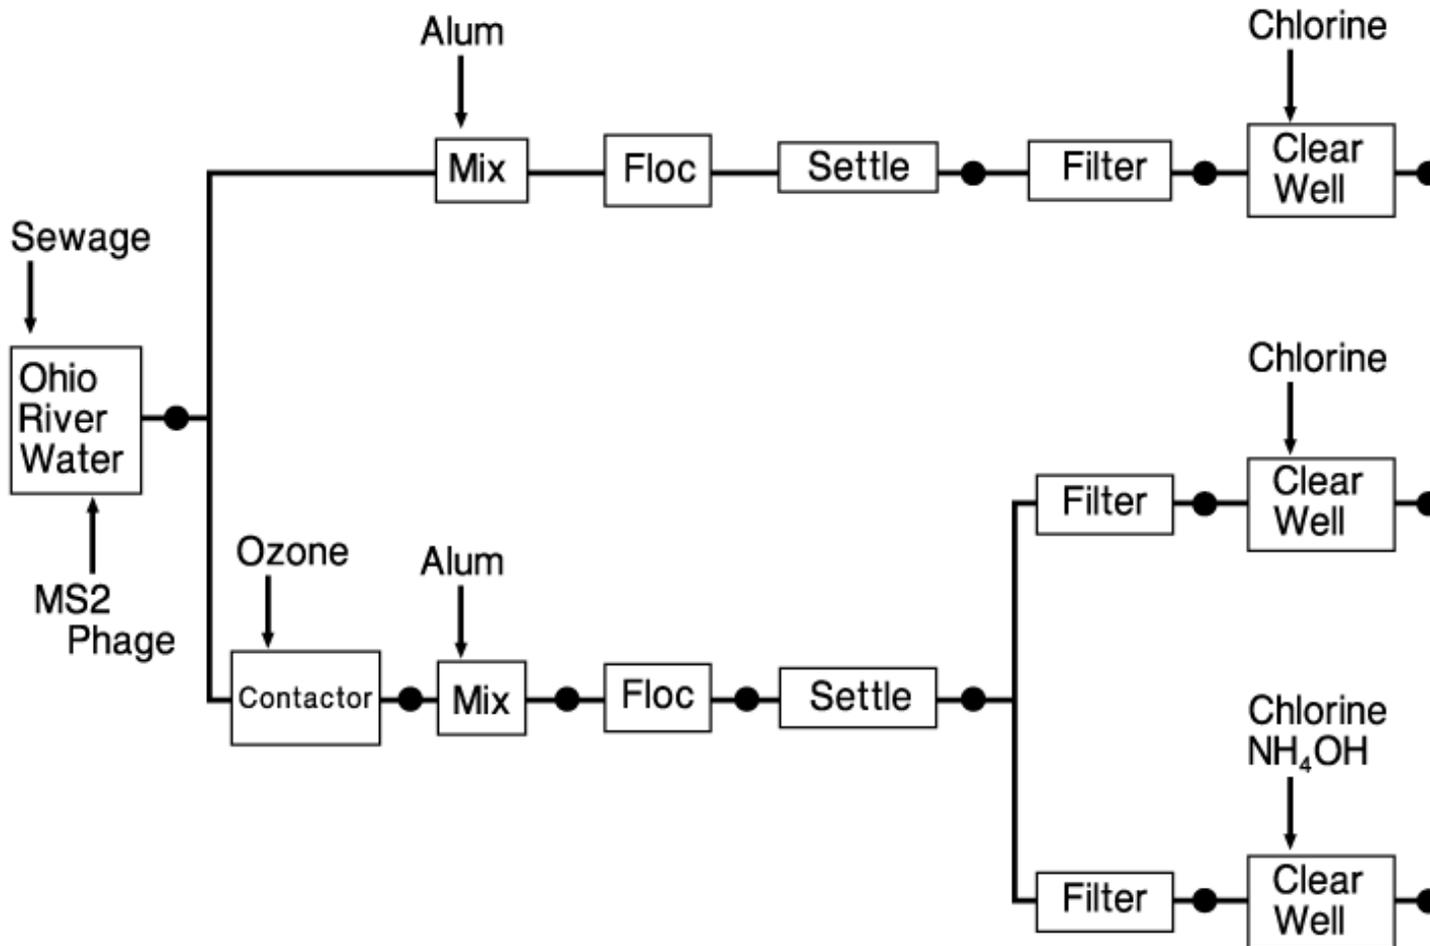 Alum
Chlorine
Mix
Floc
Settle
Filter
Clear
Well
Sewage
Ohio
River
Water
MS2
Phage
Chlorine
Filter
Clear
Well
Ozone
Alum
Contactor
Mix
Floc
Settle
Chlorine
NH₄OH
Filter
Clear
Well